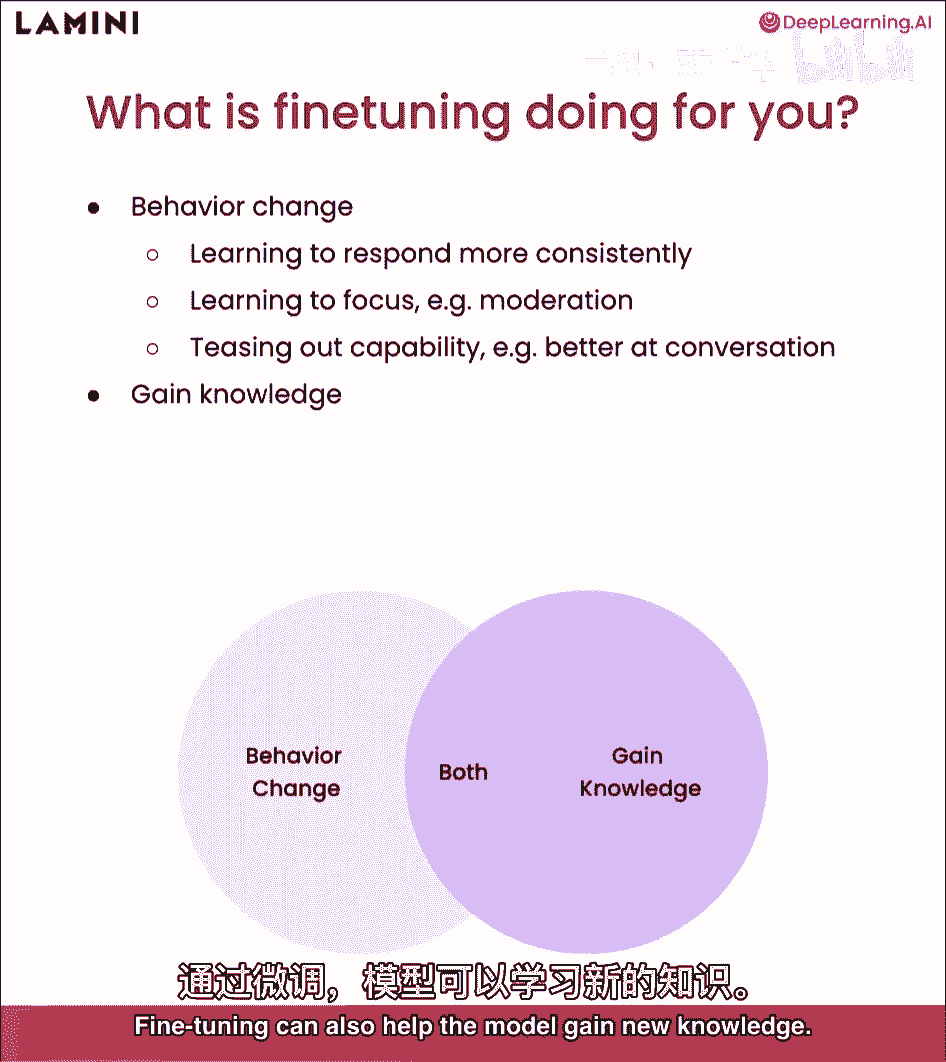 LAMINI
DeepLearning.AI
What is finetuning doing for you?
● Behavior change
○ Learning to respond more consistently
○ Learning to focus, e.g. moderation
○ Teasing out capability, e.g. better at conversation
● Gain knowledge
Behavior
Change
Both
Gain
Knowledge
通过微调，模型可以学习新的知识。
Fine-tuning can also help the model gain new knowledge.